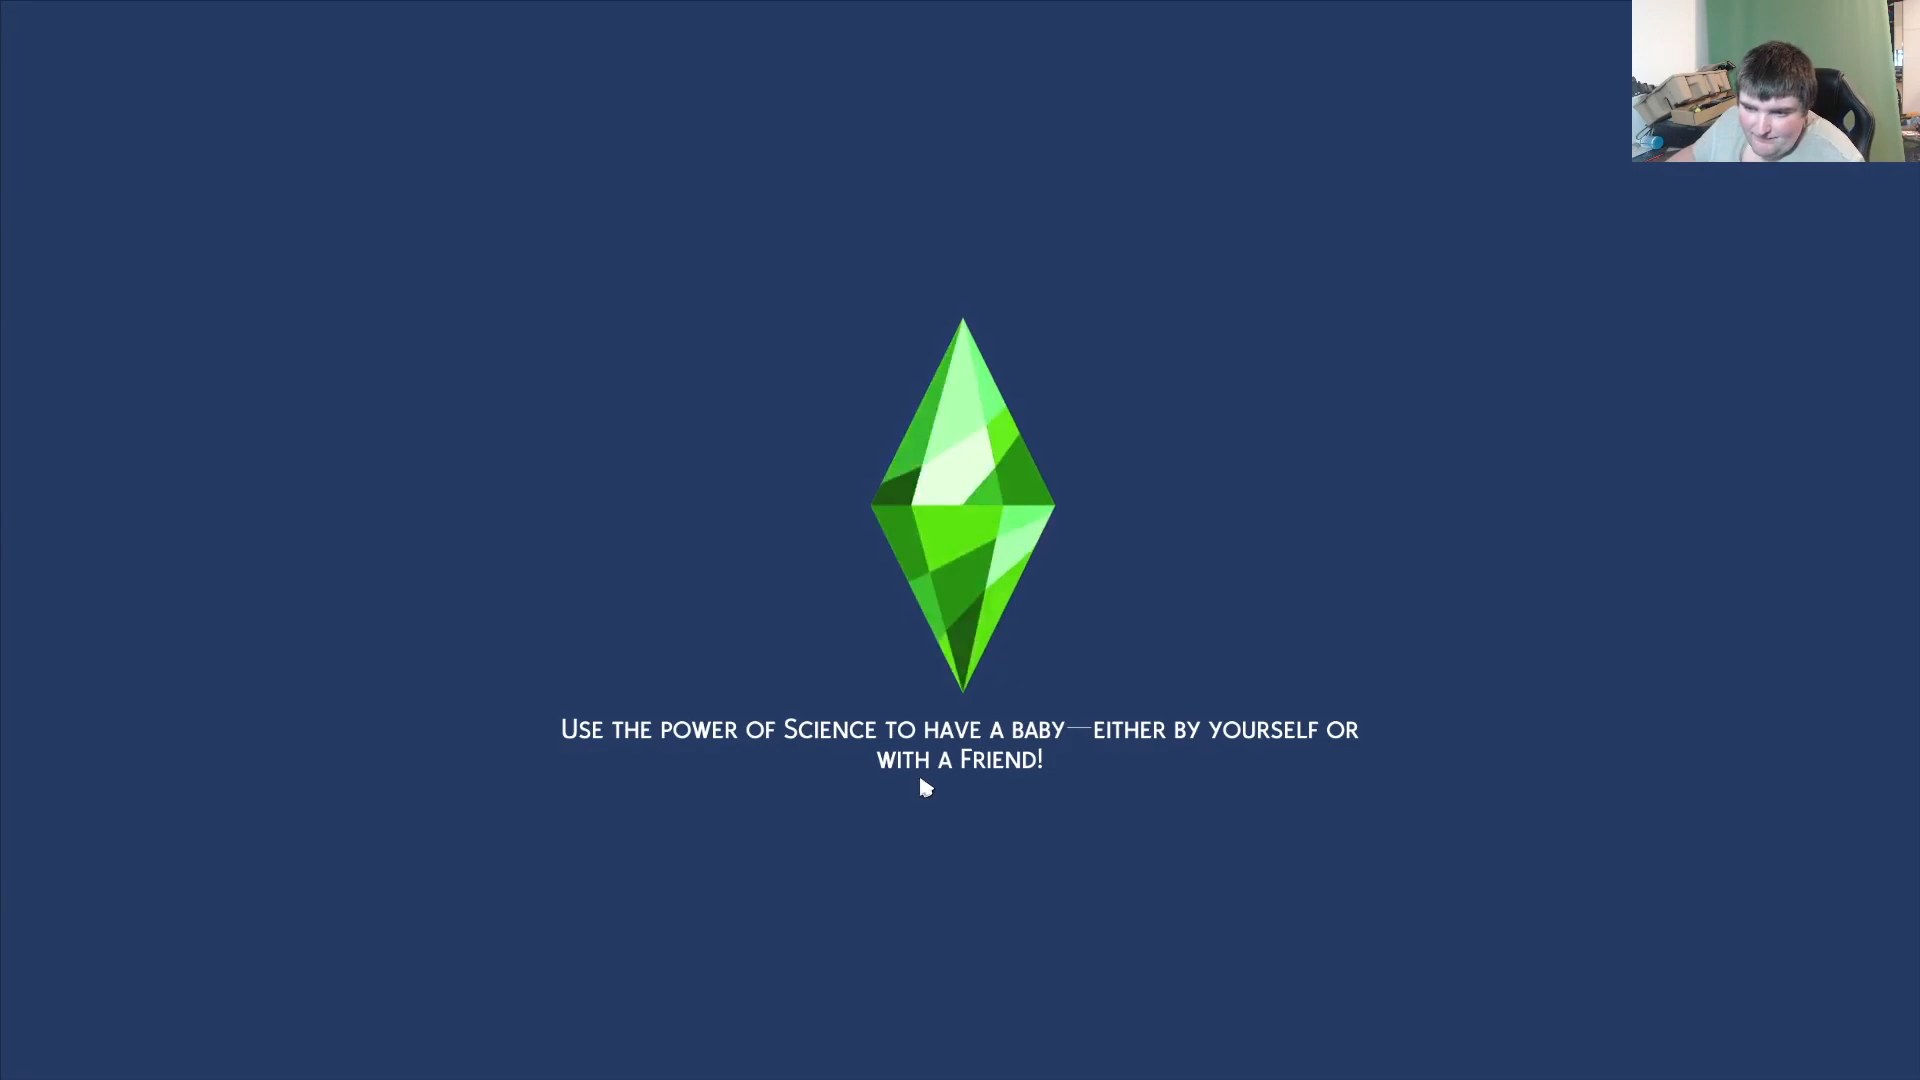 Use the power of Science to have a baby—either by yourself or
with a Friend!